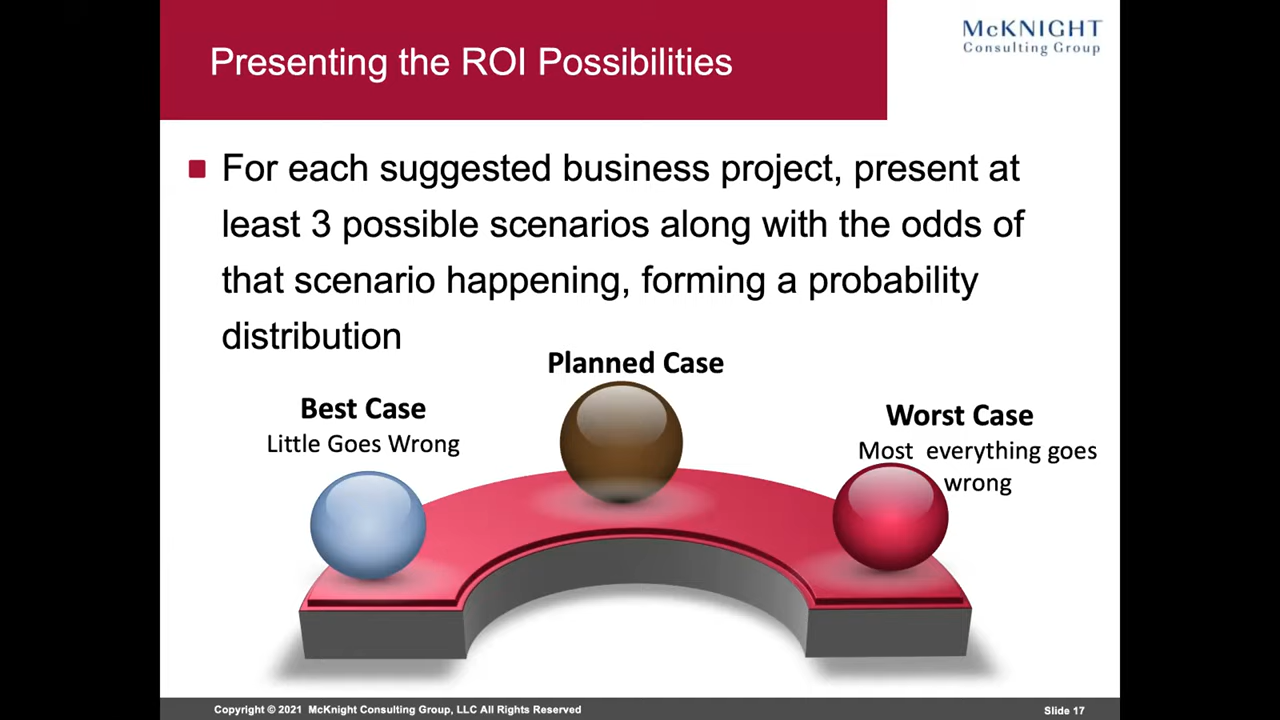 Presenting the ROI Possibilities
McKNIGHT
Consulting Group
For each suggested business project, present at
least 3 possible scenarios along with the odds of
that scenario happening, forming a probability
distribution
Planned Case
Best Case
Little Goes Wrong
Worst Case
Most everything goes
wrong
Copyright © 2021 McKnight Consulting Group, LLC All Rights Reserved
Slide 17